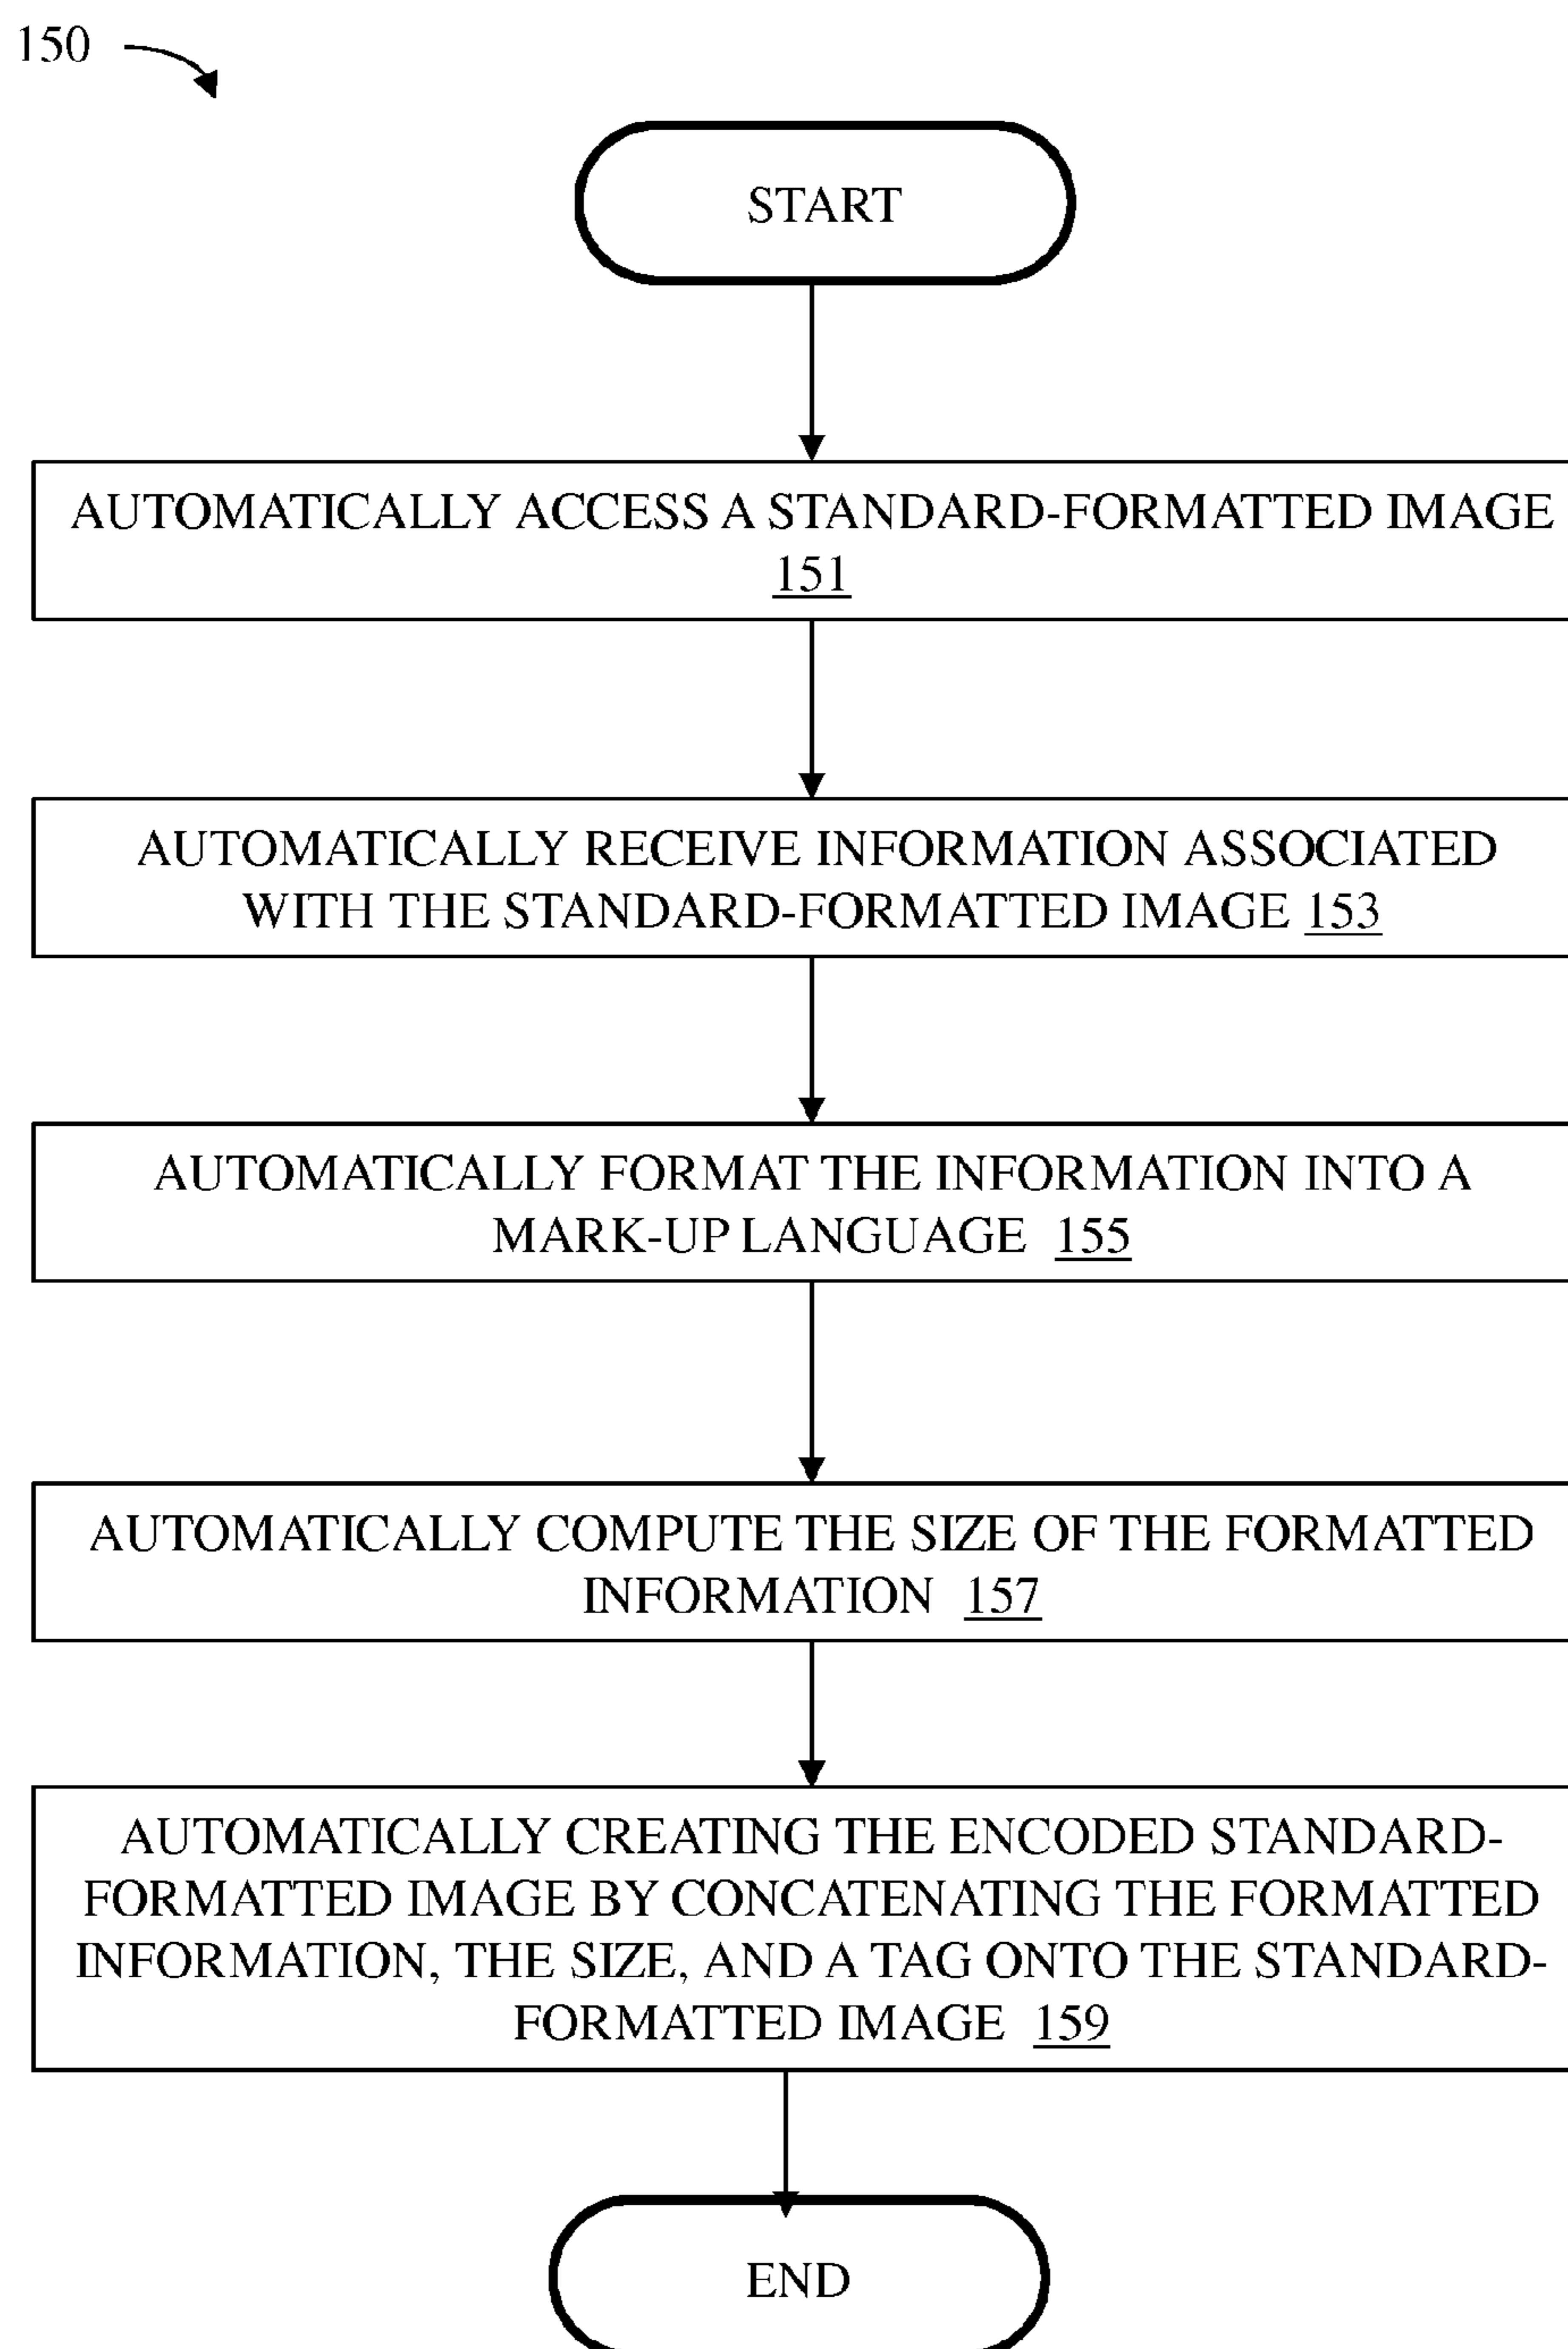 150
START
AUTOMATICALLY ACCESS A STANDARD-FORMATTED IMAGE
151
AUTOMATICALLY RECEIVE INFORMATION ASSOCIATED
WITH THE STANDARD-FORMATTED IMAGE 153
AUTOMATICALLY FORMAT THE INFORMATION INTO A
MARK-UP LANGUAGE 155
AUTOMATICALLY COMPUTE THE SIZE OF THE FORMATTED
INFORMATION 157
AUTOMATICALLY CREATING THE ENCODED STANDARD-
FORMATTED IMAGE BY CONCATENATING THE FORMATTED
INFORMATION, THE SIZE, AND A TAG ONTO THE STANDARD-
FORMATTED IMAGE 159
END